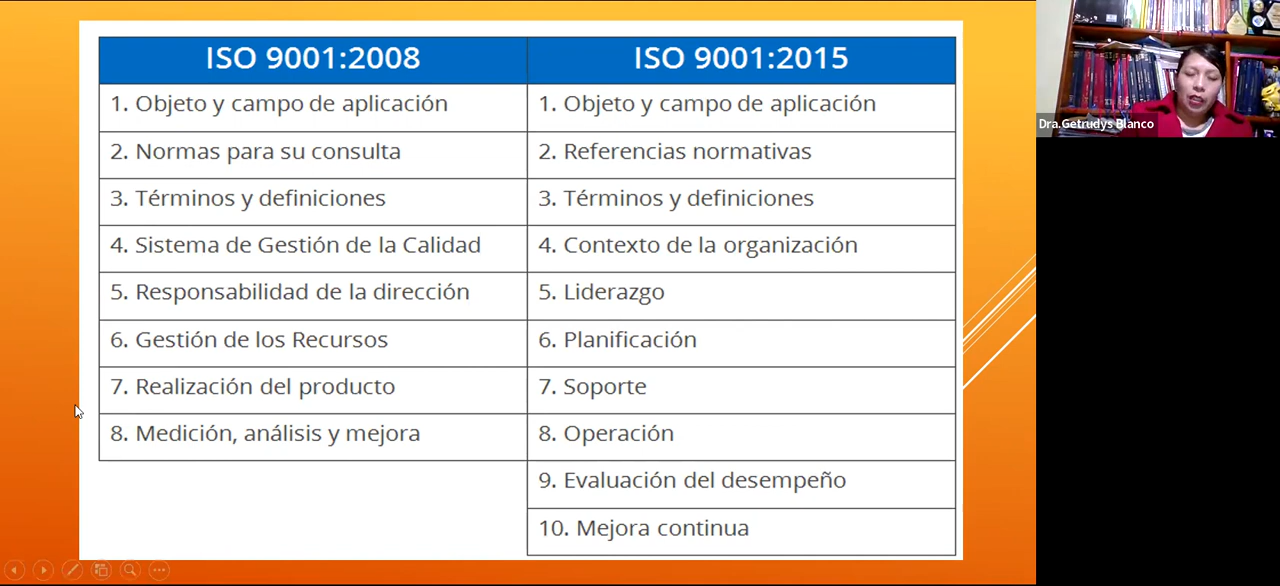 ISO 9001:2008
ISO 9001:2015
1. Objeto y campo de aplicación
1. Objeto y campo de aplicación
2. Normas para su consulta
2. Referencias normativas
3. Términos y definiciones
3. Términos y definiciones
4. Sistema de Gestión de la Calidad
4. Contexto de la organización
5. Responsabilidad de la dirección
5. Liderazgo
6. Gestión de los Recursos
6. Planificación
7. Realización del producto
7. Soporte
8. Medición, análisis y mejora
8. Operación
9. Evaluación del desempeño
10. Mejora continua
Dra.Getrudys Blanco